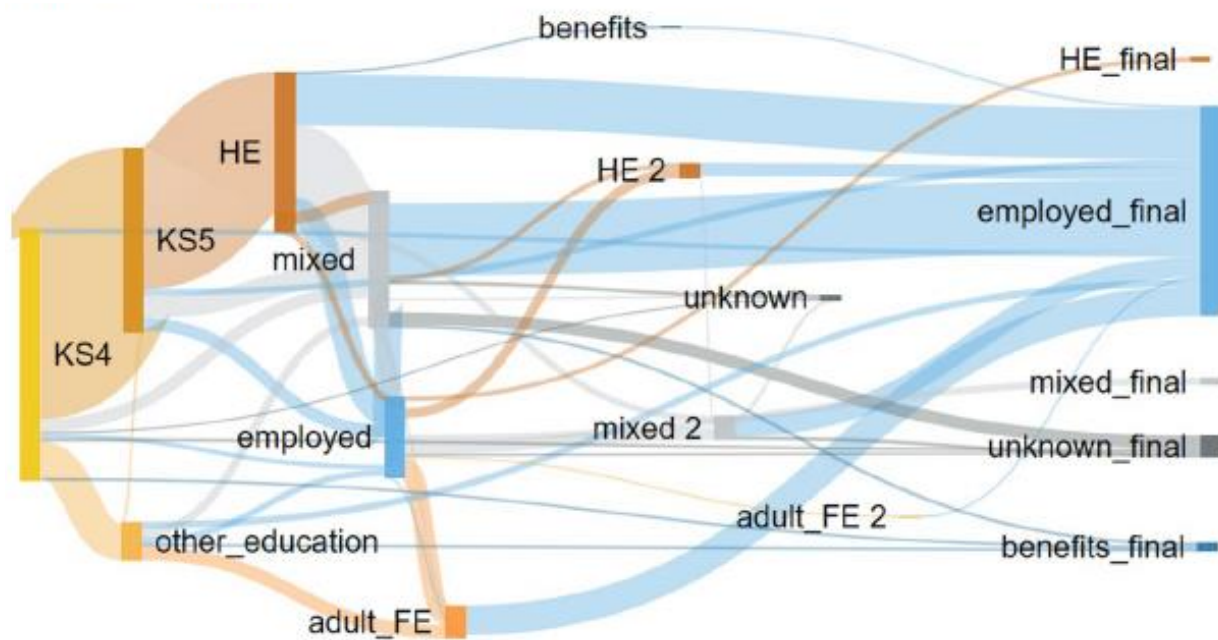 benefits
HE_final
HE
HE 2
employed_final
KS5
mixed
unknown
KS4
mixed_final
employed
mixed 2
unknown_final
adult_FE 2
other_education
benefits_final
adult_FE